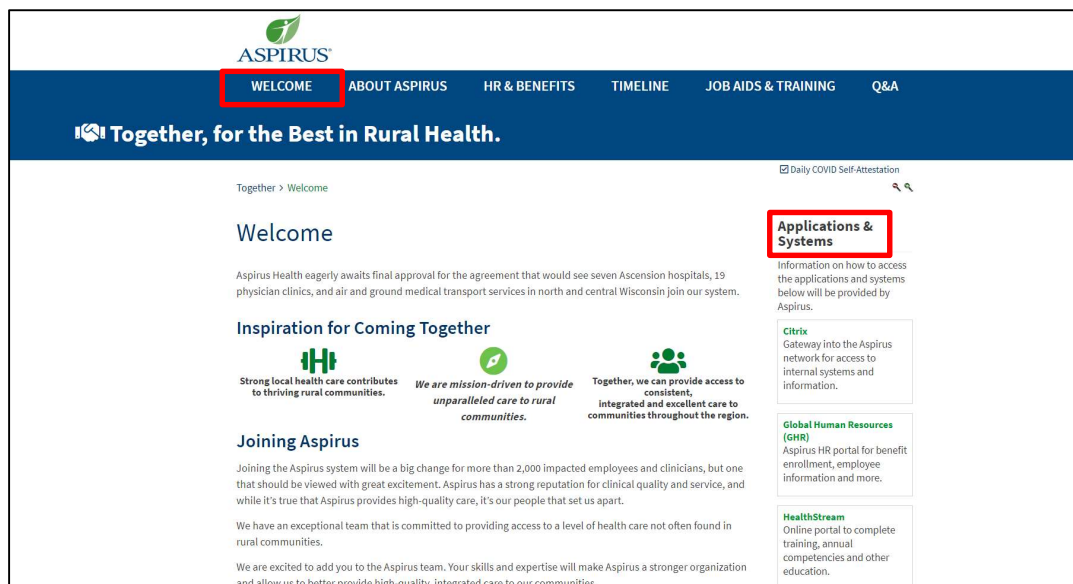 ASPIRUS®
WELCOME ABOUT ASPIRUS HR & BENEFITS TIMELINE JOB AIDS & TRAINING Q&A
Together, for the Best in Rural Health.
Daily COVID Self-Attestation
Together > Welcome
Welcome
Aspirus Health eagerly awaits final approval for the agreement that would see seven Ascension hospitals, 19
physician clinics, and air and ground medical transport services in north and central Wisconsin join our system.
Inspiration for Coming Together
Strong local health care contributes
to thriving rural communities.
We are mission-driven to provide
unparalleled care to rural
communities.
Together, we can provide access to
consistent,
integrated and excellent care to
communities throughout the region.
Joining Aspirus
Joining the Aspirus system will be a big change for more than 2,000 impacted employees and clinicians, but one
that should be viewed with great excitement. Aspirus has a strong reputation for clinical quality and service, and
while it's true that Aspirus provides high-quality care, it's our people that set us apart.
We have an exceptional team that is committed to providing access to a level of health care not often found in
rural communities.
We are excited to add you to the Aspirus team. Your skills and expertise will make Aspirus a stronger organization
and allow us to better provide high-quality, integrated care to our communities.
Applications &
Systems
Information on how to access
the applications and systems
below will be provided by
Aspirus.
Citrix
Gateway into the Aspirus
network for access to
internal systems and
information.
Global Human Resources
(GHR)
Aspirus HR portal for benefit
enrollment, employee
information and more.
HealthStream
Online portal to complete
training, annual
competencies and other
education.